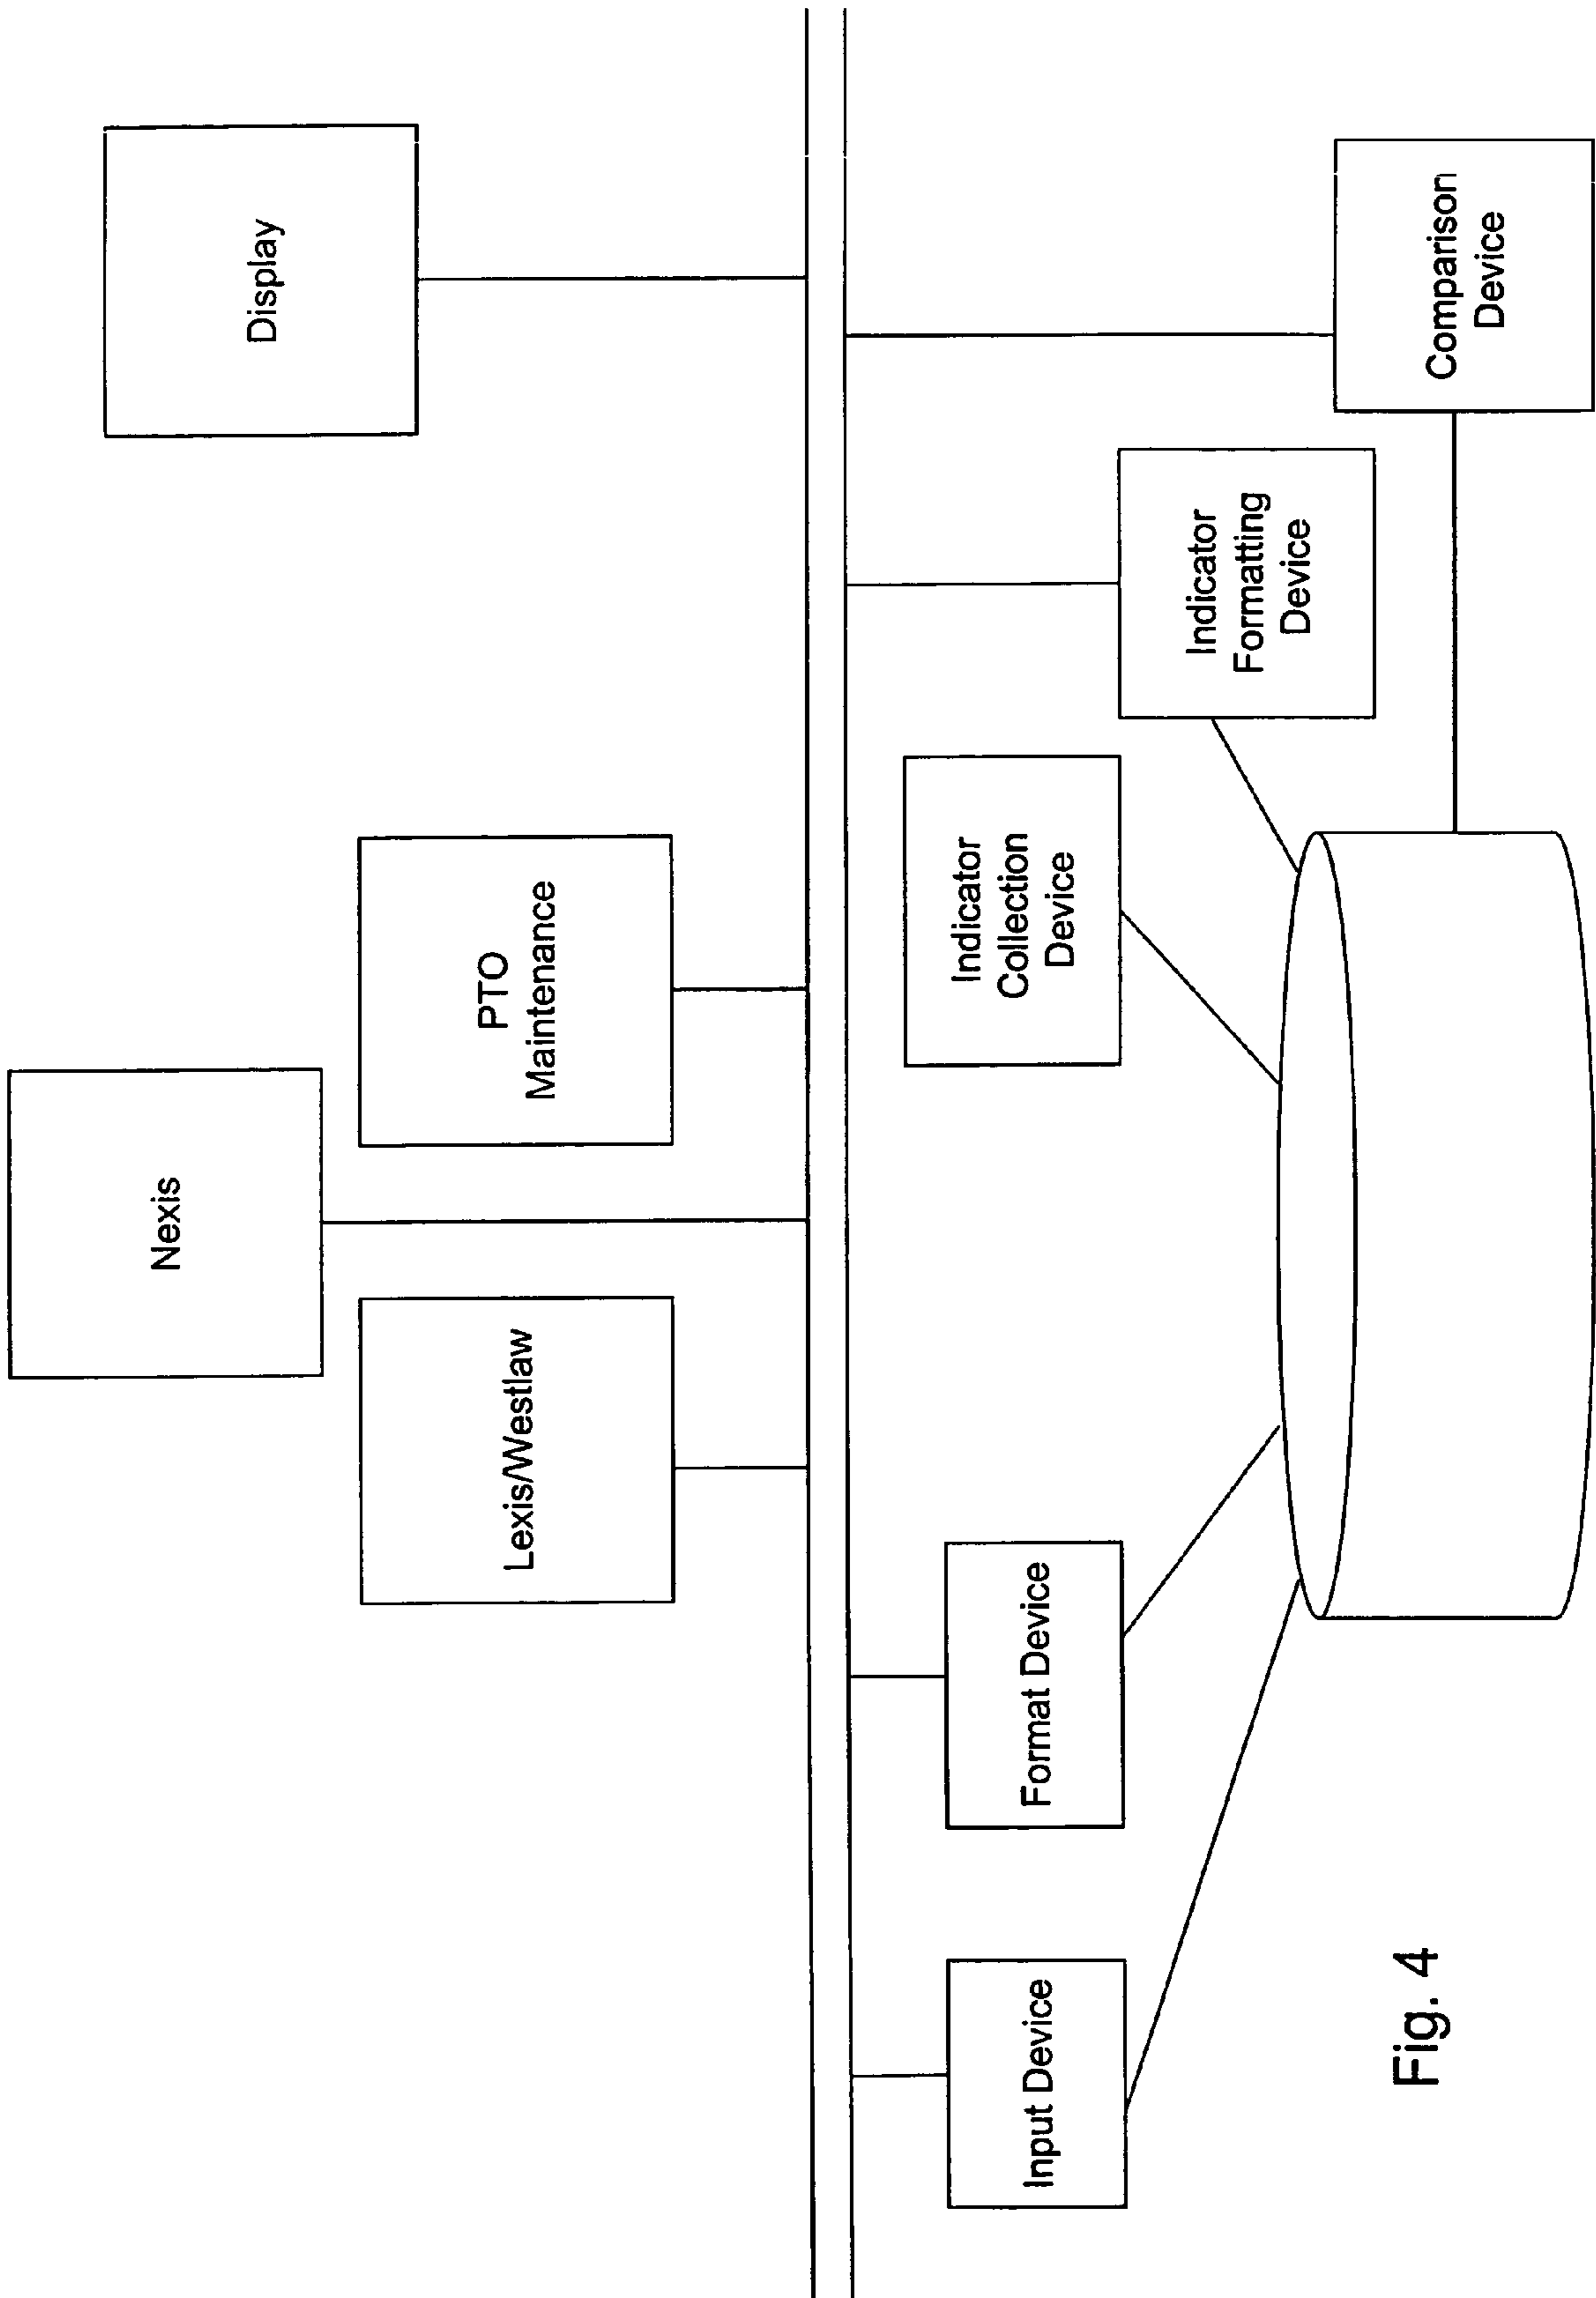 Nexis
Lexis/Westlaw
PTO
Maintenance
Display
Input Device
Format Device
Indicator
Collection
Device
Indicator
Formatting
Device
Comparison
Device
Fig. 4